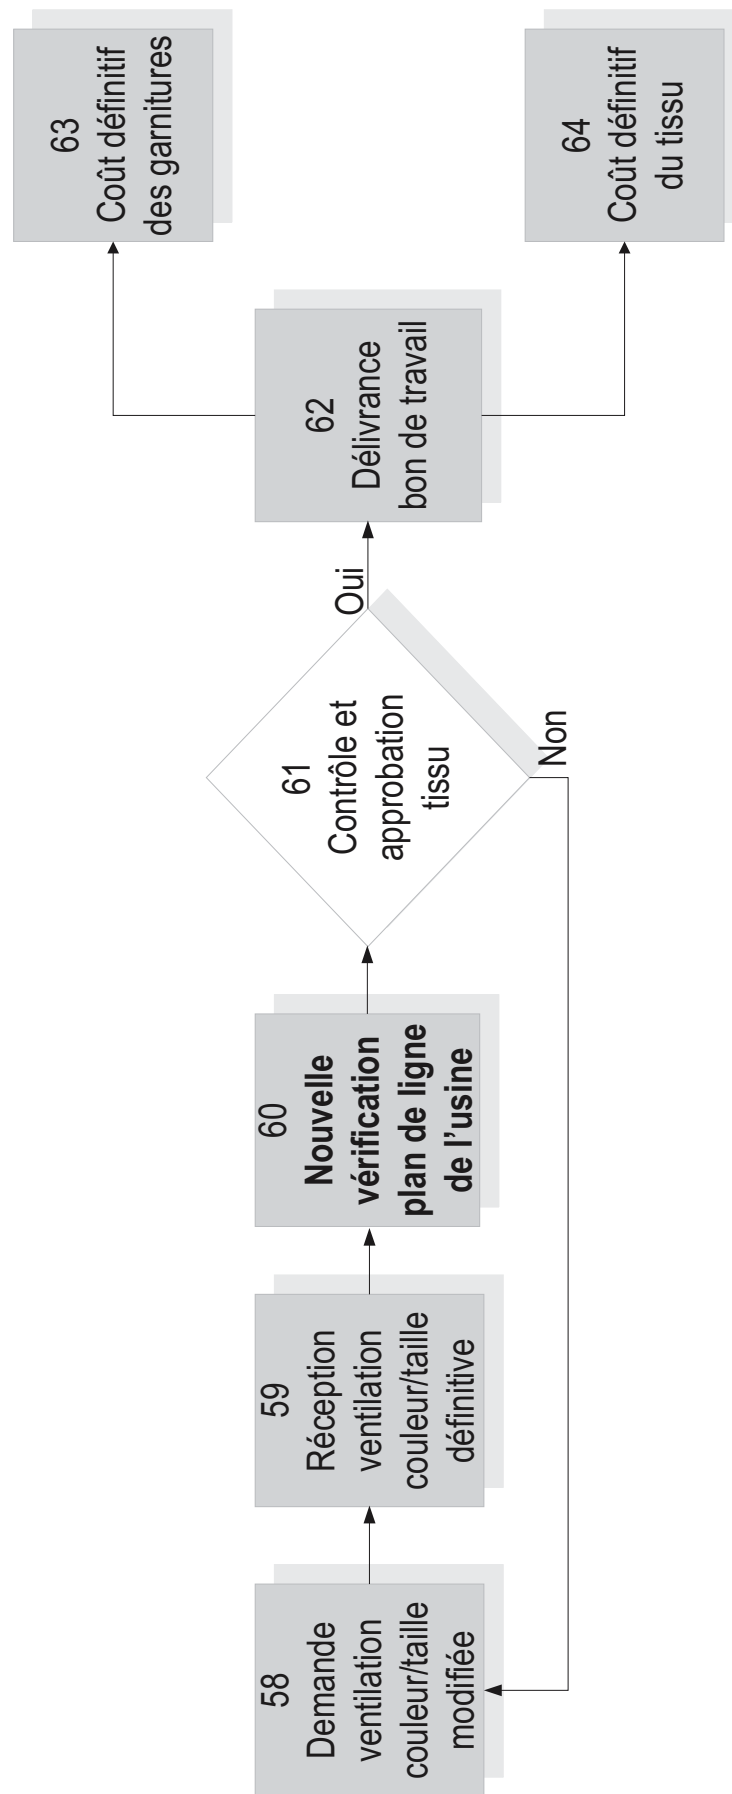 58
Demande
ventilation
couleur/taille
modifiée
59
Réception
ventilation
couleur/taille
définitive
60
Nouvelle
vérification
plan de ligne
de l'usine
61
Contrôle et
approbation
tissu
Oui
Non
62
Délivrance
bon de travail
63
Coût définitif
des garnitures
64
Coût définitif
du tissu